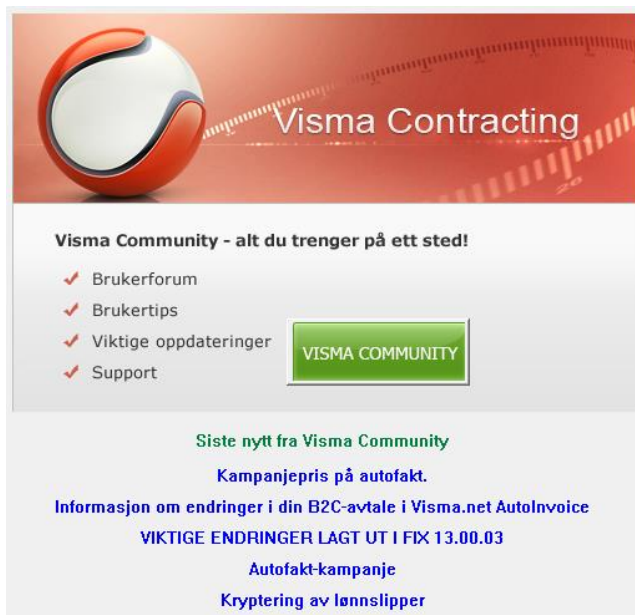 Visma Contracting
Visma Community - alt du trenger på ett sted!
Brukerforum
Brukertips
Viktige oppdateringer
Support
VISMA COMMUNITY
Siste nytt fra Visma Community
Kampanjepris på autofakt.
Informasjon om endringer i din B2C-avtale i Visma.net AutoInvoice
VIKTIGE ENDRINGER LAGT UT I FIX 13.00.03
Autofakt-kampanje
Kryptering av lønnslipper